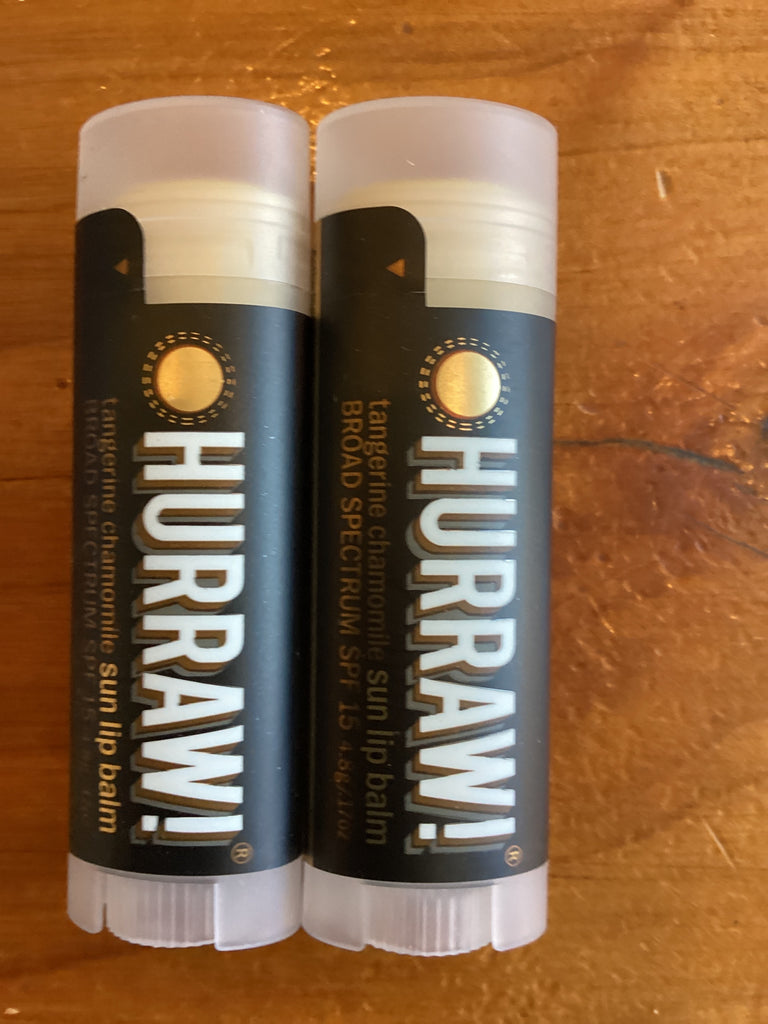 HURRAW!®
tangerine chamomile sun lip balm
BROAD SPECTRUM SPF 15
HURRAW!®
tangerine chamomile sun lip balm
BROAD SPECTRUM SPF 15 4.8g/.17oz